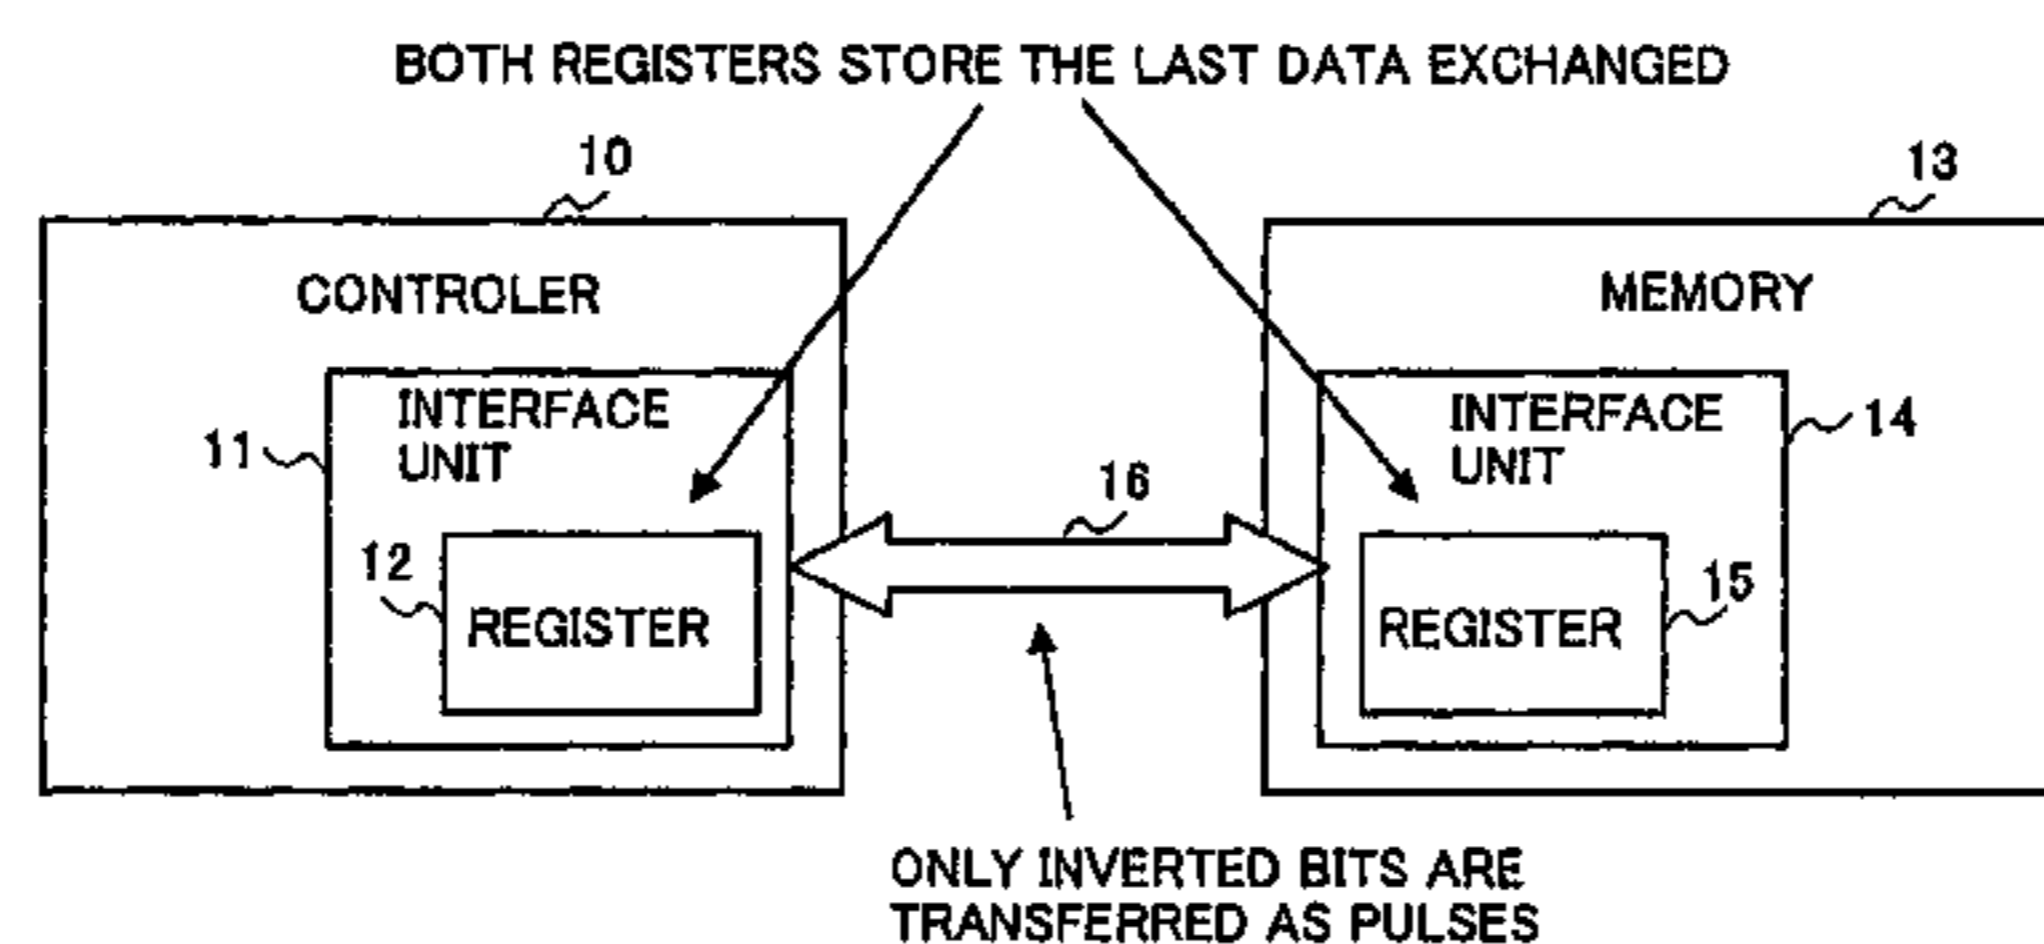 BOTH REGISTERS STORE THE LAST DATA EXCHANGED
10
13
CONTROLER
MEMORY
INTERFACE
UNIT
11
INTERFACE
UNIT
14
16
12
REGISTER
REGISTER
15
ONLY INVERTED BITS ARE
TRANSFERRED AS PULSES